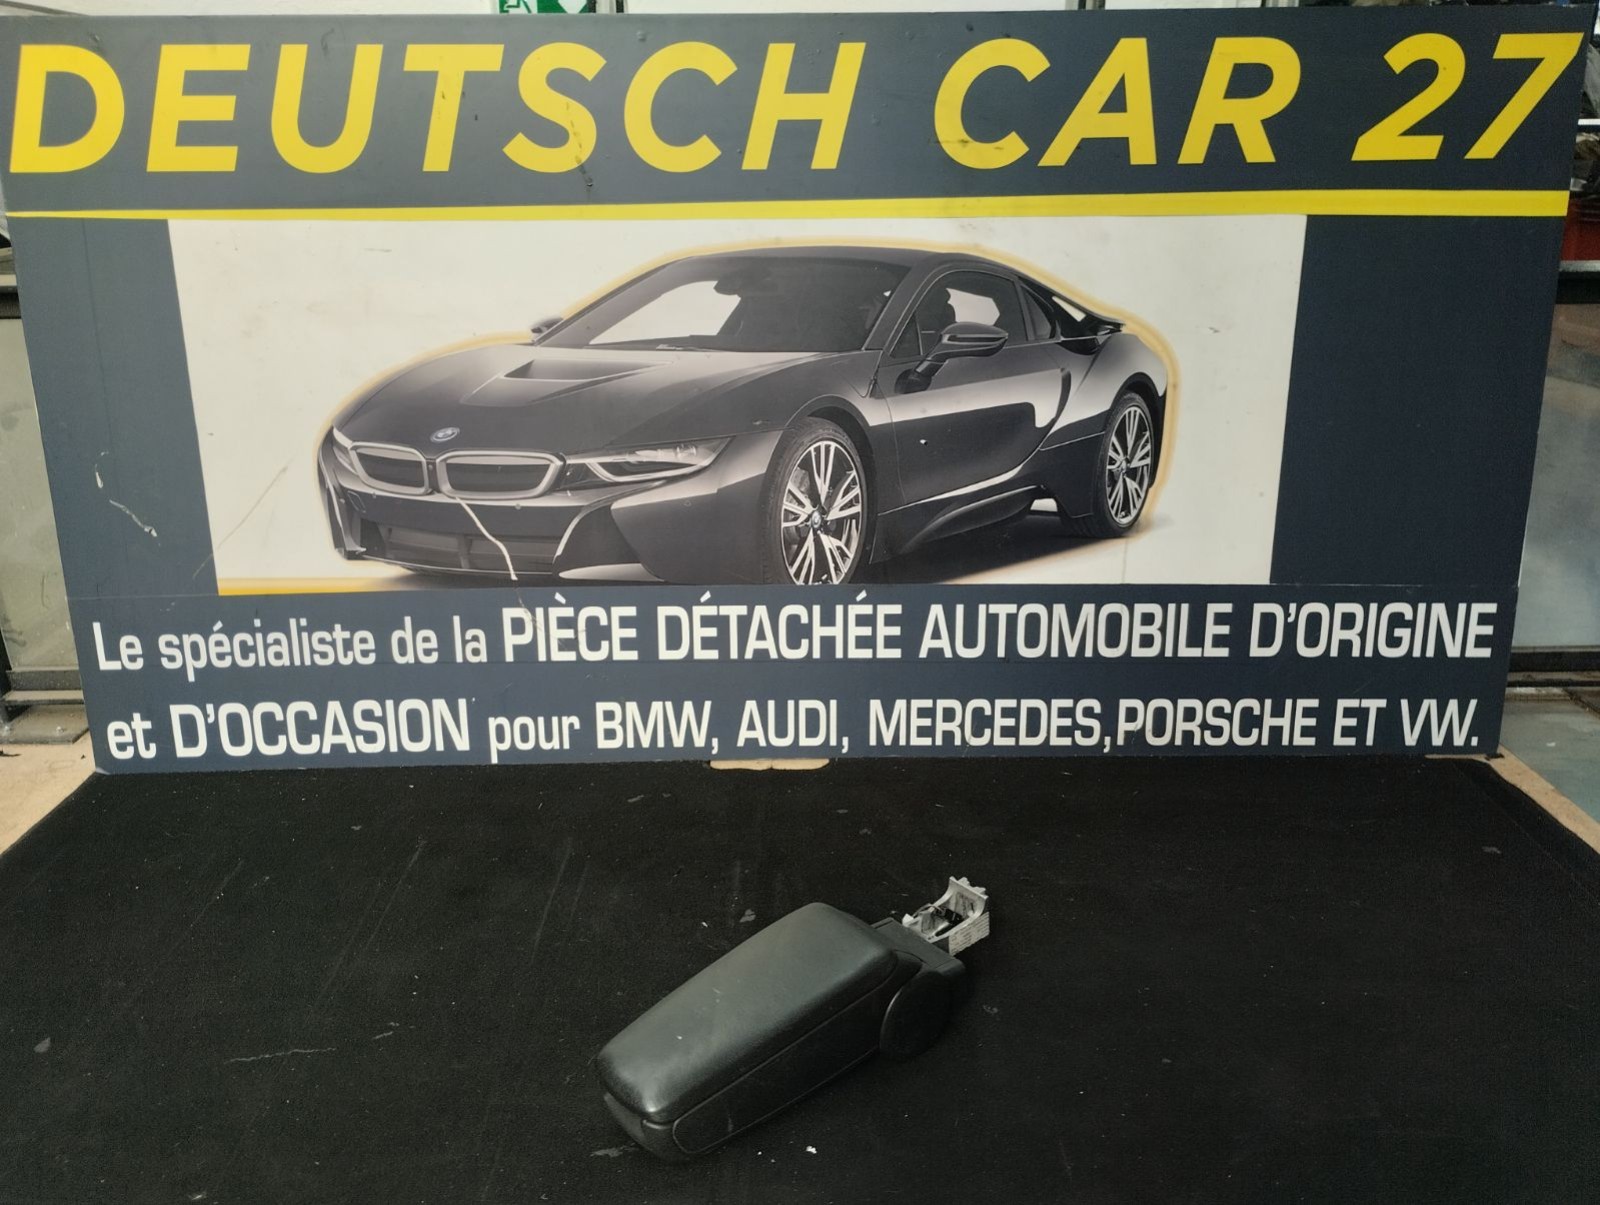 DEUTSCH CAR 27
Le spécialiste de la PIÈCE DÉTACHÉE AUTOMOBILE D'ORIGINE
et D'OCCASION pour BMW, AUDI, MERCEDES,PORSCHE ET VW.